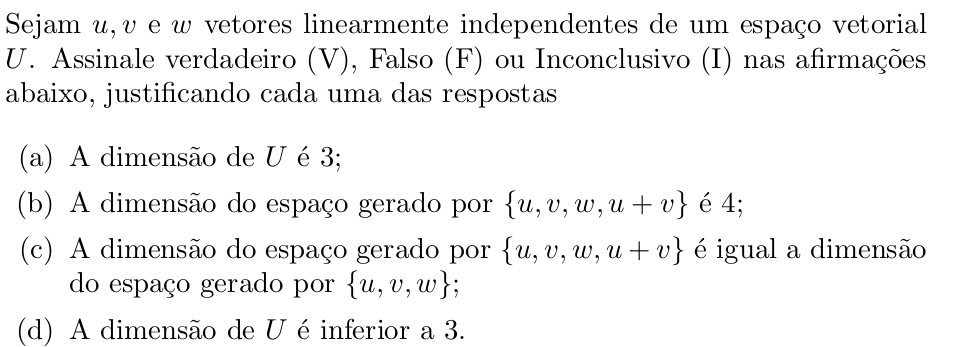 Sejam u, v e w vetores linearmente independentes de um espaço vetorial
U. Assinale verdadeiro (V), Falso (F) ou Inconclusivo (I) nas afirmações
abaixo, justificando cada uma das respostas
(a) A dimensão de U é 3;
(b) A dimensão do espaço gerado por {u, v, w, u + v} é 4;
(c) A dimensão do espaço gerado por {u, v, w, u + v} é igual a dimensão
do espaço gerado por {u, v, w};
(d) A dimensão de U é inferior a 3.